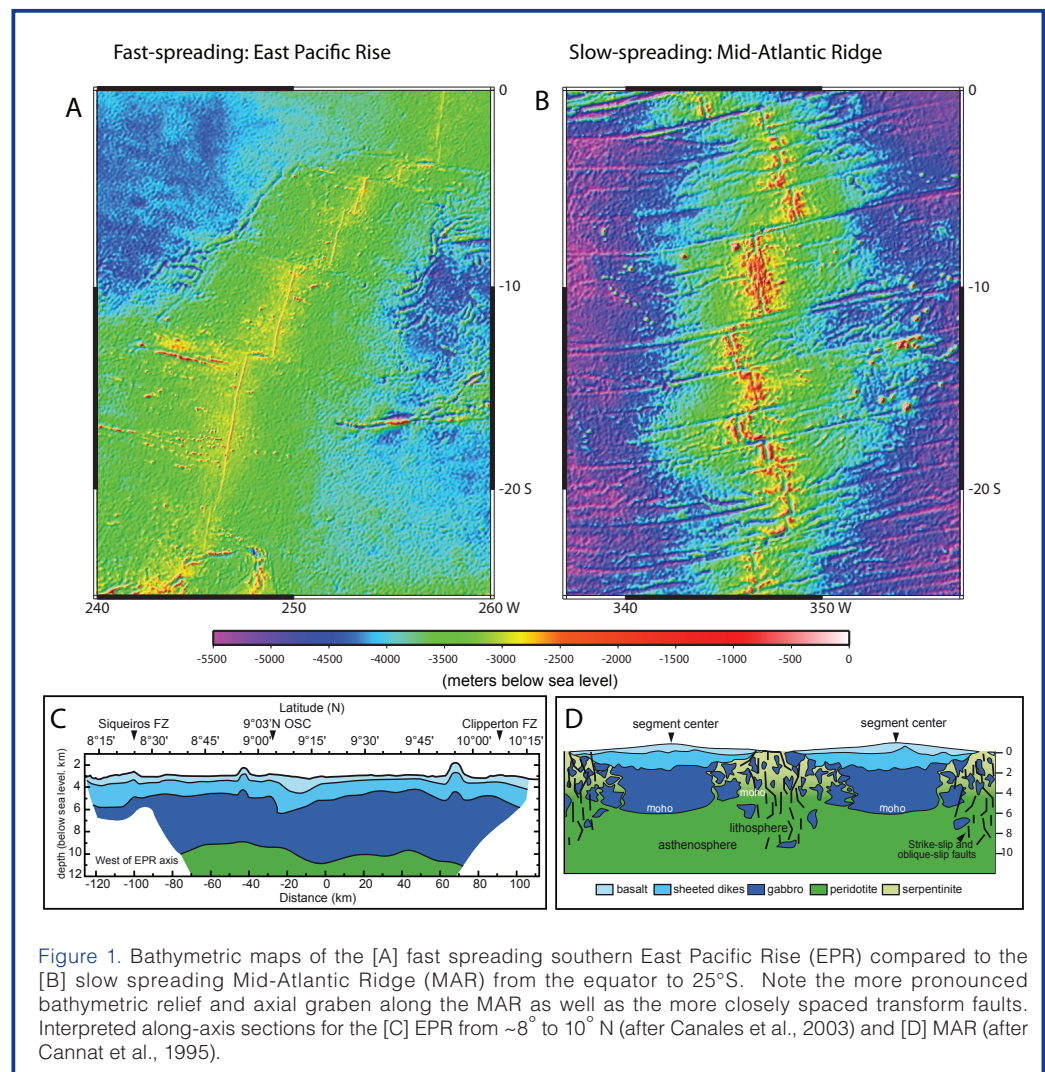 Fast-spreading: East Pacific Rise
Slow-spreading: Mid-Atlantic Ridge
A
B
0
0
-10
-10
-20 S
-20 S
240
250
260 W
340
350 W
-5500 -5000 -4500 -4000 -3500 -3000 -2500 -2000 -1500 -1000 -500 0
(meters below sea level)
C
Latitude (N)
Siqueiros FZ
9°03'N OSC
Clipperton FZ
8°15' 8°30' 8°45' 9°00' 9°15' 9°30' 9°45' 10°00' 10°15'
depth (below sea level. km)
2
4
6
8
10
12
West of EPR axis
-120 -100 -80 -60 -40 -20 0 20 40 60 80 100
Distance (km)
D
segment center
segment center
0
2
4
6
8
10
moho
moho
moho
lithosphere
asthenosphere
Strike-slip and
oblique-slip faults
basalt sheeted dikes gabbro peridotite serpentinite
Figure 1. Bathymetric maps of the [A] fast spreading southern East Pacific Rise (EPR) compared to the
[B] slow spreading Mid-Atlantic Ridge (MAR) from the equator to 25°S. Note the more pronounced
bathymetric relief and axial graben along the MAR as well as the more closely spaced transform faults.
Interpreted along-axis sections for the [C] EPR from ~8° to 10° N (after Canales et al., 2003) and [D] MAR (after
Cannat et al., 1995).